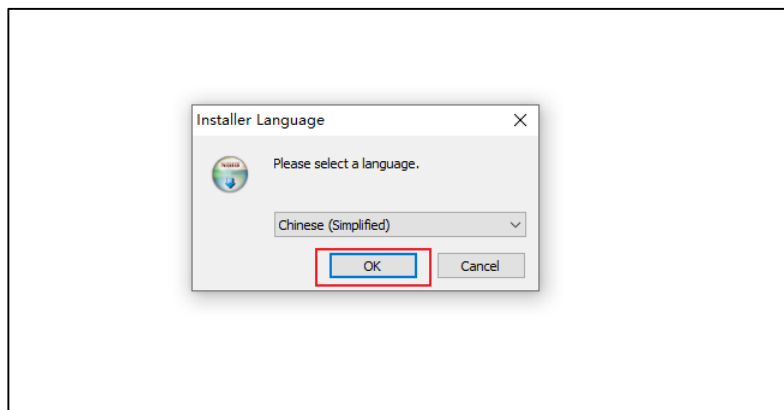 Installer Language
Please select a language.
Chinese (Simplified)
OK
Cancel